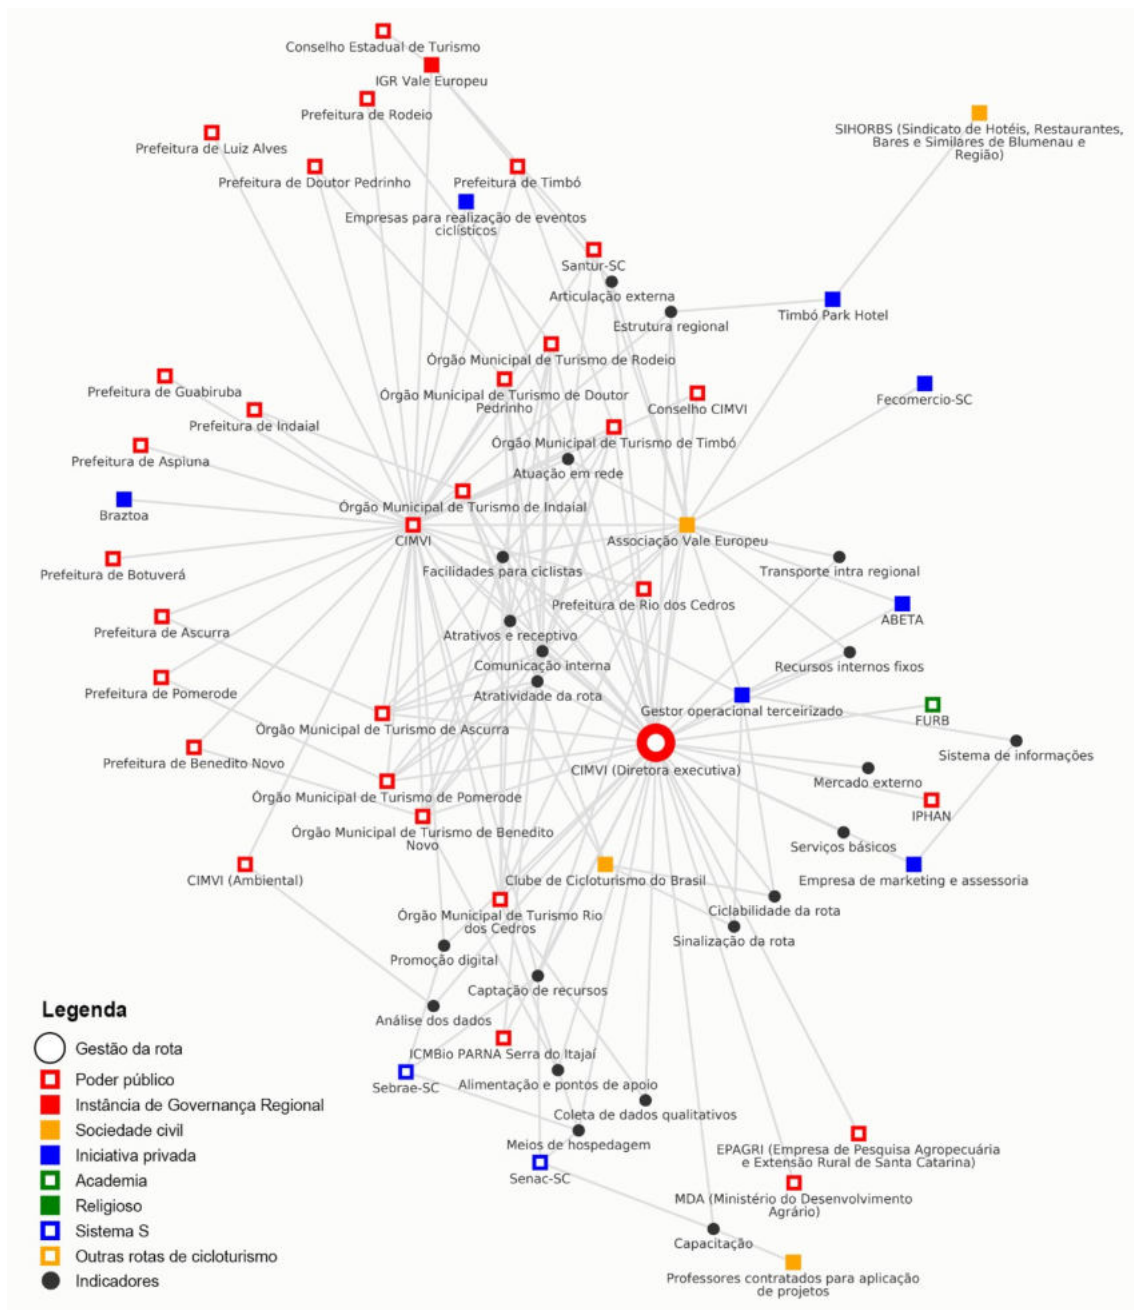 Conselho Estadual de Turismo
IGR Vale Europeu
Prefeitura de Rodeio
SIHORBS (Sindicato de Hotéis, Restaurantes,
Bares e Similares de Blumenau e
Região)
Prefeitura de Luiz Alves
Prefeitura de Doutor Pedrinho
Prefeitura de Timbó
Empresas para realização de eventos
ciclísticos
Santur-SC
Articulação externa
Estrutura regional
Timbó Park Hotel
Órgão Municipal de Turismo de Rodeio
Prefeitura de Guabiruba
Órgão Municipal de Turismo de Doutor
Pedrinho
Conselho CIMVI
Fecomercio-SC
Prefeitura de Indaial
Órgão Municipal de Turismo de Timbó
Prefeitura de Apiuna
Atuação em rede
Braztoa
Órgão Municipal de Turismo de Indaial
CIMVI
Associação Vale Europeu
Prefeitura de Botuverá
Facilidades para ciclistas
Transporte intra regional
Prefeitura de Rio dos Cedros
ABETA
Prefeitura de Ascurra
Atrativos e receptivo
Comunicação interna
Recursos internos fixos
Prefeitura de Pomerode
Atratividade da rota
Gestor operacional terceirizado
FURB
Órgão Municipal de Turismo de Ascurra
Prefeitura de Benedito Novo
CIMVI (Diretora executiva)
Sistema de informações
Mercado externo
Órgão Municipal de Turismo de Pomerode
IPHAN
Órgão Municipal de Turismo de Benedito
Novo
Serviços básicos
CIMVI (Ambiental)
Clube de Cicloturismo do Brasil
Empresa de marketing e assessoria
Órgão Municipal de Turismo Rio
dos Cedros
Ciclabilidade da rota
Sinalização da rota
Promoção digital
Captação de recursos
Análise dos dados
ICMBio PARNA Serra do Itajaí
Sebrae-SC
Alimentação e pontos de apoio
Coleta de dados qualitativos
Meios de hospedagem
EPAGRI (Empresa de Pesquisa Agropecuária
e Extensão Rural de Santa Catarina)
Senac-SC
MDA (Ministério do Desenvolvimento
Agrário)
Capacitação
Professores contratados para aplicação
de projetos
Legenda
Gestão da rota
Poder público
Instância de Governança Regional
Sociedade civil
Iniciativa privada
Academia
Religioso
Sistema S
Outras rotas de cicloturismo
Indicadores